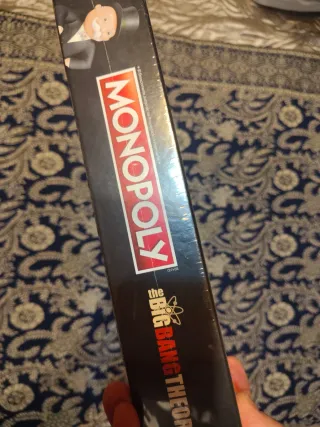 MONOPOLY
the
BIG
BANG
THEOR